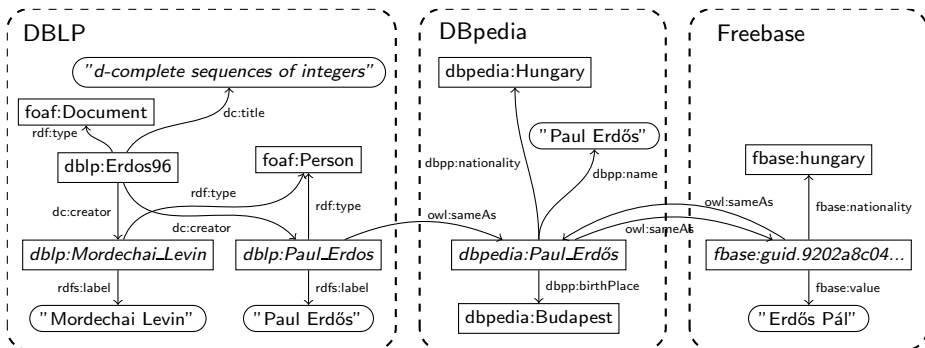 DBLP
DBpedia
Freebase
"d-complete sequences of integers"
dbpedia:Hungary
foaf:Document
dc:title
rdf:type
"Paul Erdős"
dblp:Erdos96
foaf:Person
dbpp:nationality
fbase:hungary
rdf:type
dbpp:name
rdf:type
dc:creator
dc:creator
owl:sameAs
owl:sameAs
fbase:nationality
owl:sameAs
dblp:Mordechai_Levin
dblp:Paul_Erdos
dbpedia:Paul_Erdős
fbase:guid.9202a8c04...
rdfs:label
rdfs:label
dbpp:birthPlace
fbase:value
"Mordechai Levin"
"Paul Erdős"
dbpedia:Budapest
"Erdős Pál"